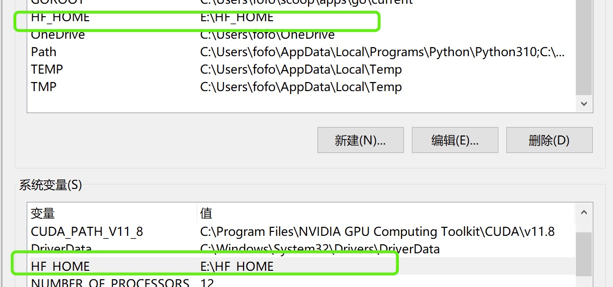 GOROOT C:\Users\fofo\scoop\apps\go\current
HF_HOME E:\HF_HOME
OneDrive C:\Users\fofo\OneDrive
Path C:\Users\fofo\AppData\Local\Programs\Python\Python310;C:\...
TEMP C:\Users\fofo\AppData\Local\Temp
TMP C:\Users\fofo\AppData\Local\Temp
新建(N)... 编辑(E)... 删除(D)
系统变量(S)
变量 值
CUDA_PATH_V11_8 C:\Program Files\NVIDIA GPU Computing Toolkit\CUDA\v11.8
DriverData C:\Windows\System32\Drivers\DriverData
HF_HOME E:\HF_HOME
NUMBER_OF_PROCESSORS 12